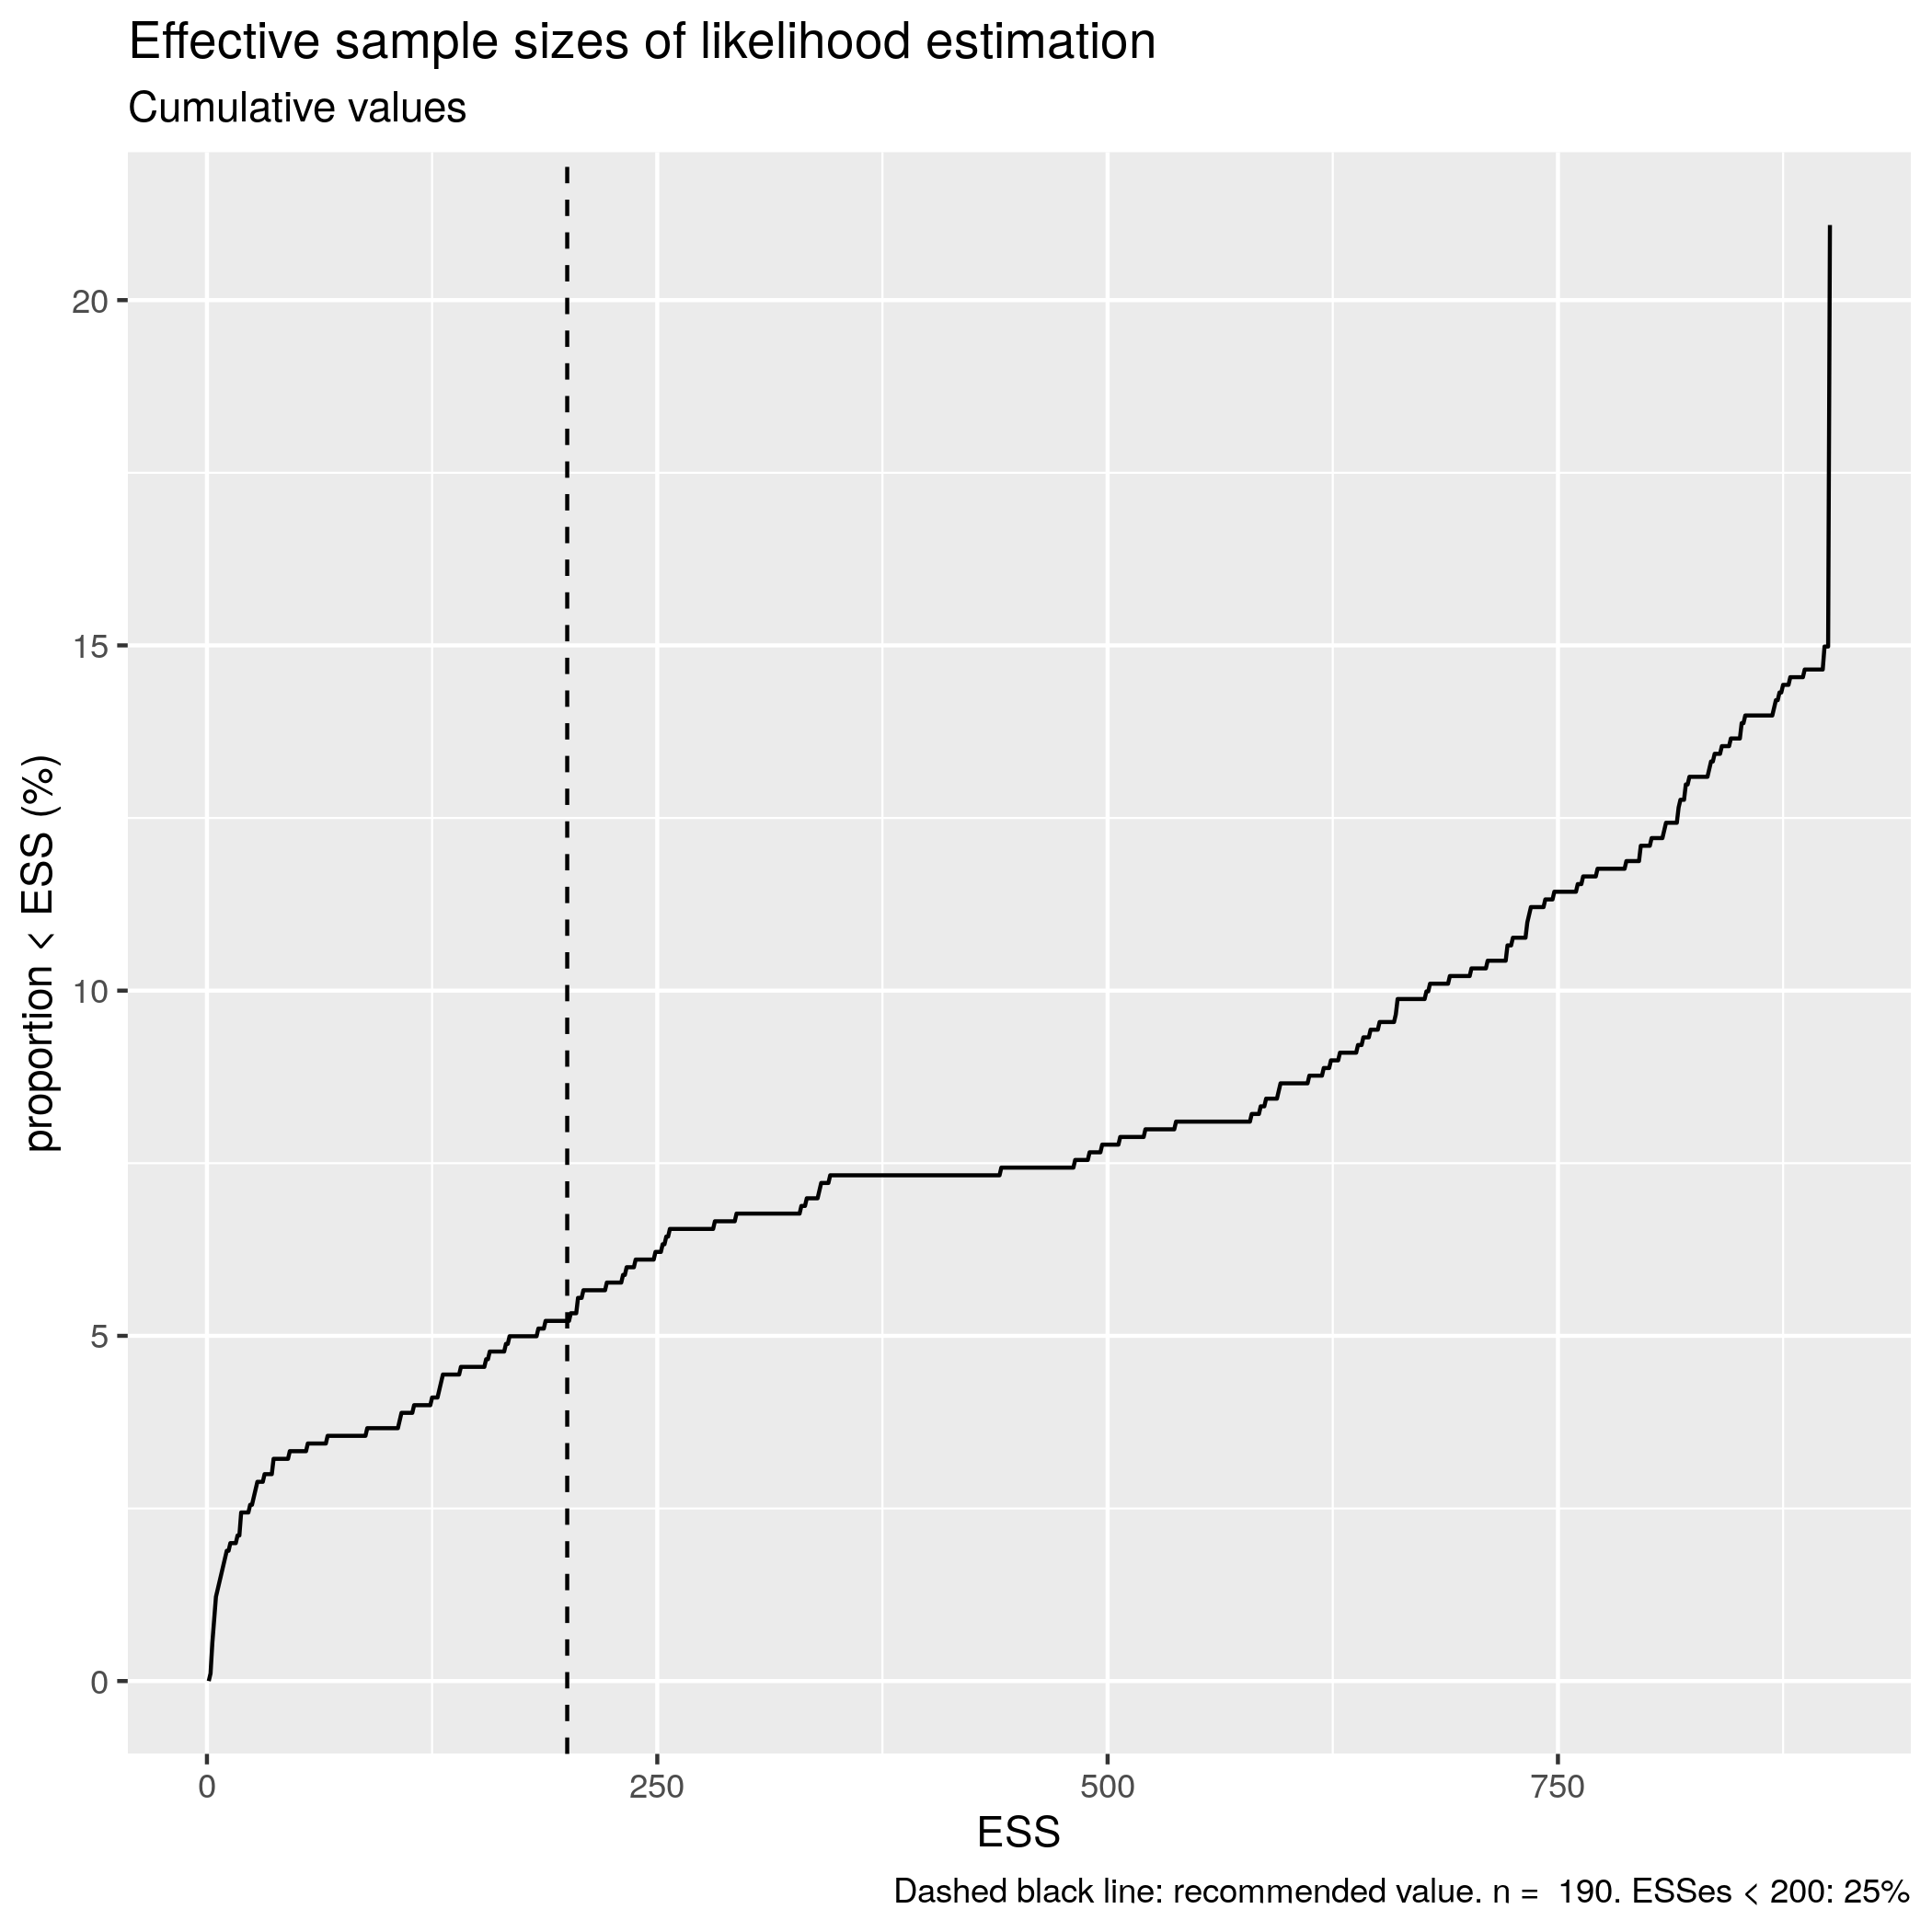 Effective sample sizes of likelihood estimation
Cumulative values
proportion < ESS (%)
20
15
10
5
0
0 250 500 750
ESS
Dashed black line: recommended value. n =  190. ESSes < 200: 25%